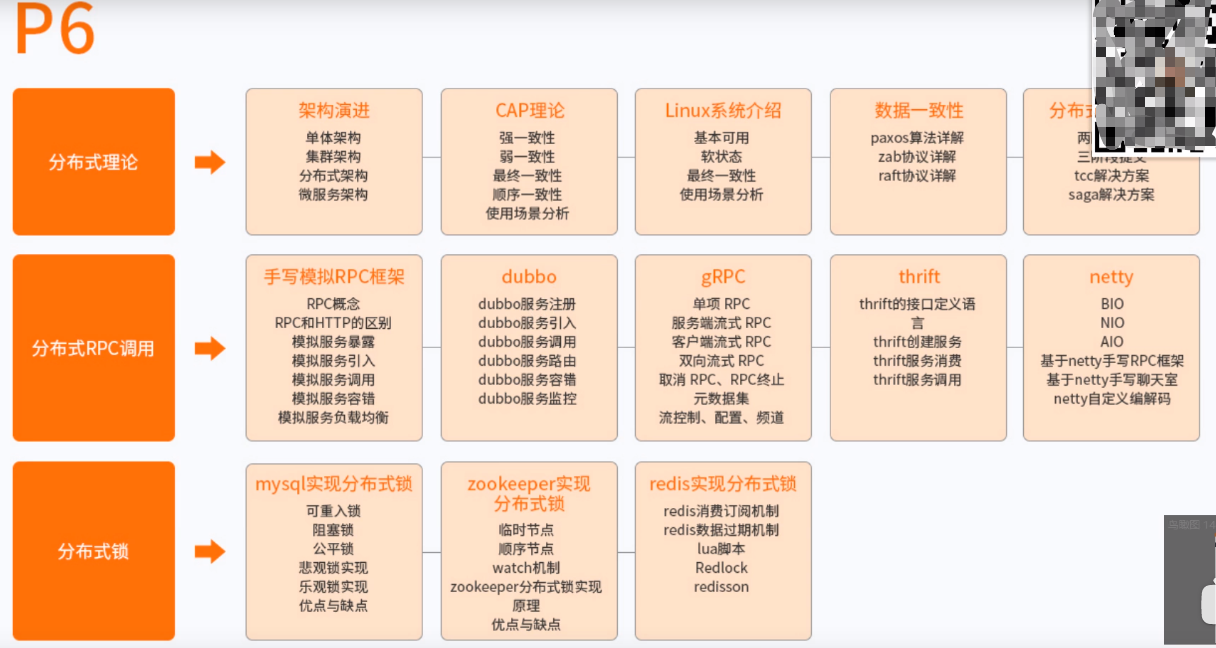 P6
分布式理论
架构演进
单体架构
集群架构
分布式架构
微服务架构
CAP理论
强一致性
弱一致性
最终一致性
顺序一致性
使用场景分析
Linux系统介绍
基本可用
软状态
最终一致性
使用场景分析
数据一致性
paxos算法详解
zab协议详解
raft协议详解
分布
两
三阶段提交
tcc解决方案
saga解决方案
分布式RPC调用
手写模拟RPC框架
RPC概念
RPC和HTTP的区别
模拟服务暴露
模拟服务引入
模拟服务调用
模拟服务容错
模拟服务负载均衡
dubbo
dubbo服务注册
dubbo服务引入
dubbo服务调用
dubbo服务路由
dubbo服务容错
dubbo服务监控
gRPC
单项 RPC
服务端流式 RPC
客户端流式 RPC
双向流式 RPC
取消 RPC、RPC终止
元数据集
流控制、配置、频道
thrift
thrift的接口定义语
言
thrift创建服务
thrift服务消费
thrift服务调用
netty
BIO
NIO
AIO
基于netty手写RPC框架
基于netty手写聊天室
netty自定义编解码
分布式锁
mysql实现分布式锁
可重入锁
阻塞锁
公平锁
悲观锁实现
乐观锁实现
优点与缺点
zookeeper实现
分布式锁
临时节点
顺序节点
watch机制
zookeeper分布式锁实现
原理
优点与缺点
redis实现分布式锁
redis消费订阅机制
redis数据过期机制
lua脚本
Redlock
redisson
鸟瞰图 14